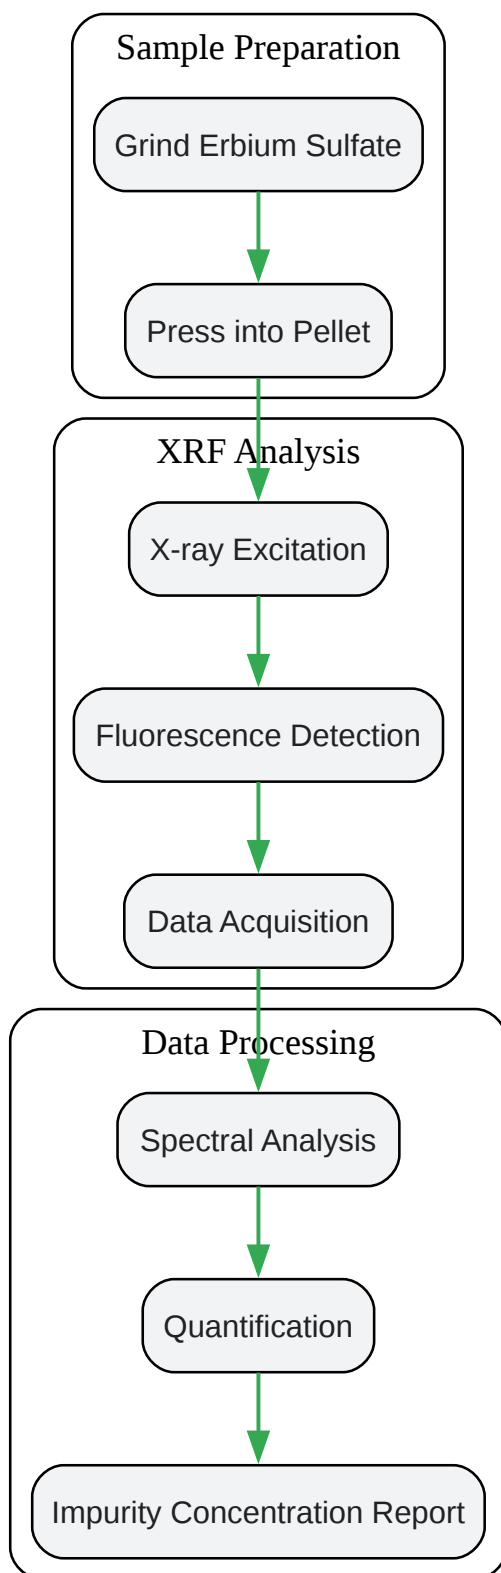 Sample Preparation
Grind Erbium Sulfate
Press into Pellet
XRF Analysis
X-ray Excitation
Fluorescence Detection
Data Acquisition
Data Processing
Spectral Analysis
Quantification
Impurity Concentration Report